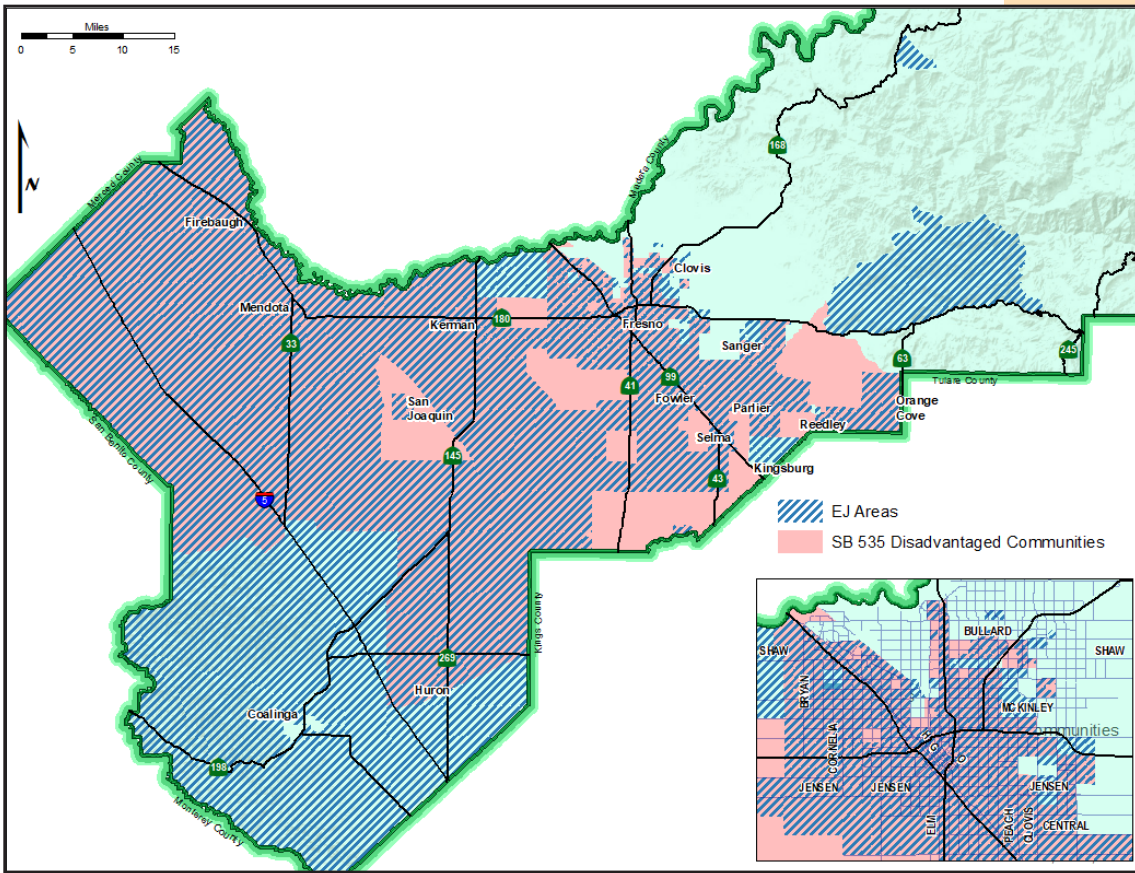 Miles
0 5 10 15
N
Merced County
Madera County
168
Firebaugh
Clovis
Mendota
Kerman
180
Fresno
33
Sanger
63
245
Tulare County
41
99
San
Joaquin
Fowler
Parlier
Orange
Cove
Reedley
San Benito County
145
Selma
43
Kingsburg
5
EJ Areas
SB 535 Disadvantaged Communities
Kings County
269
Huron
Coalinga
198
Monterey County
BULLARD
SHAW
SHAW
BRYAN
MCKINLEY
ommunities
CORNELIA
JENSEN
JENSEN
JENSEN
ELM
PEACH
CLOVIS
CENTRAL